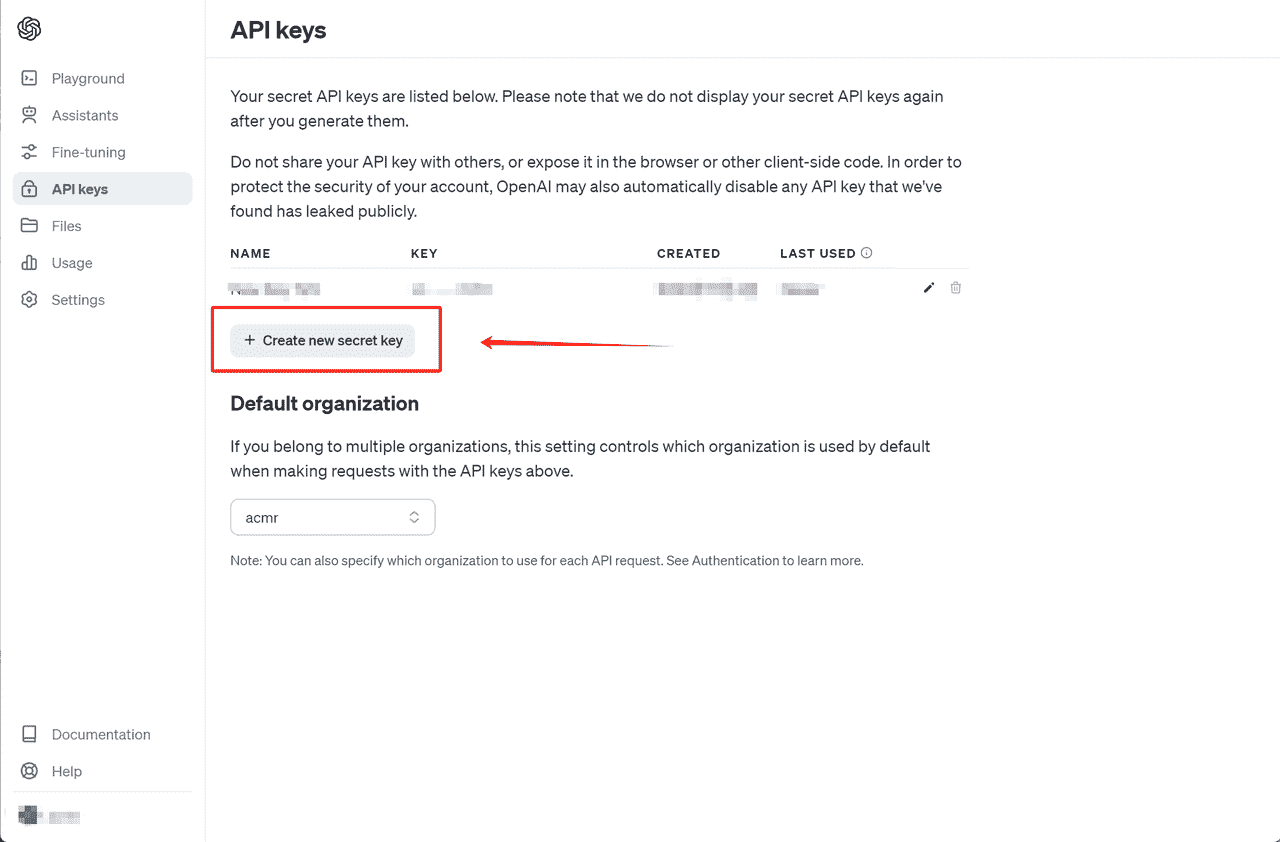 API keys
Playground
Assistants
Fine-tuning
API keys
Files
Usage
Settings
Your secret API keys are listed below. Please note that we do not display your secret API keys again
after you generate them.
Do not share your API key with others, or expose it in the browser or other client-side code. In order to
protect the security of your account, OpenAI may also automatically disable any API key that we've
found has leaked publicly.
NAME KEY CREATED LAST USED
+ Create new secret key
Default organization
If you belong to multiple organizations, this setting controls which organization is used by default
when making requests with the API keys above.
acmr
Note: You can also specify which organization to use for each API request. See Authentication to learn more.
Documentation
Help